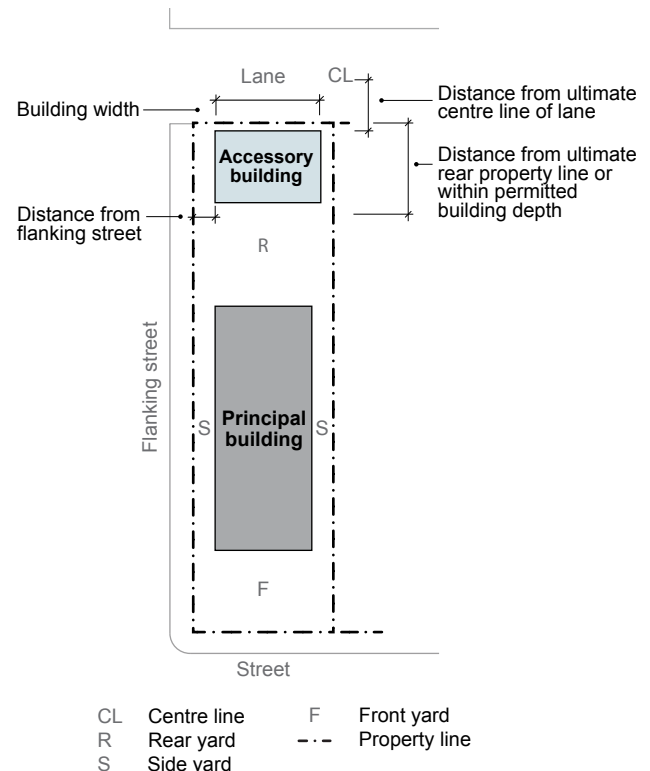 Lane
CL
Building width
Distance from ultimate
centre line of lane
Accessory
building
Distance from ultimate
rear property line or
within permitted
building depth
Distance from
flanking street
R
Flanking street
S
Principal
building
S
F
Street
CL Centre line
R Rear yard
S Side yard
F Front yard
Property line